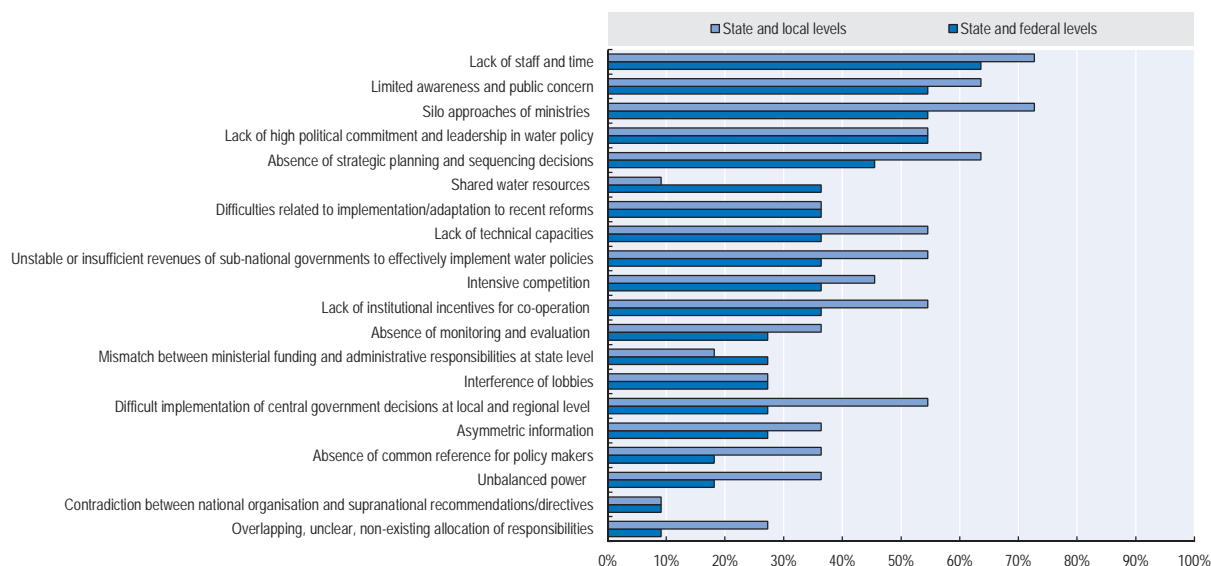 State and local levels State and federal levels
Lack of staff and time
Limited awareness and public concern
Silo approaches of ministries
Lack of high political commitment and leadership in water policy
Absence of strategic planning and sequencing decisions
Shared water resources
Difficulties related to implementation/adaptation to recent reforms
Lack of technical capacities
Unstable or insufficient revenues of sub-national governments to effectively implement water policies
Intensive competition
Lack of institutional incentives for co-operation
Absence of monitoring and evaluation
Mismatch between ministerial funding and administrative responsibilities at state level
Interference of lobbies
Difficult implementation of central government decisions at local and regional level
Asymmetric information
Absence of common reference for policy makers
Unbalanced power
Contradiction between national organisation and supranational recommendations/directives
Overlapping, unclear, non-existing allocation of responsibilities
0% 10% 20% 30% 40% 50% 60% 70% 80% 90% 100%